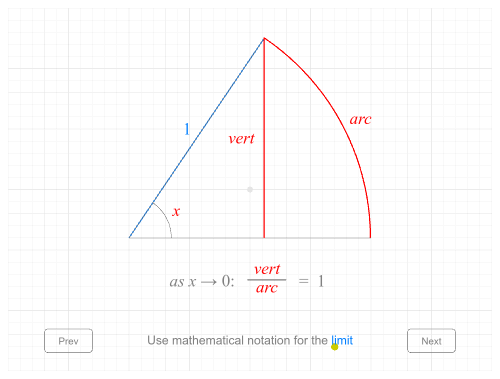 1
vert
arc
x
as x → 0: vert/arc = 1
Prev
Use mathematical notation for the limit
Next